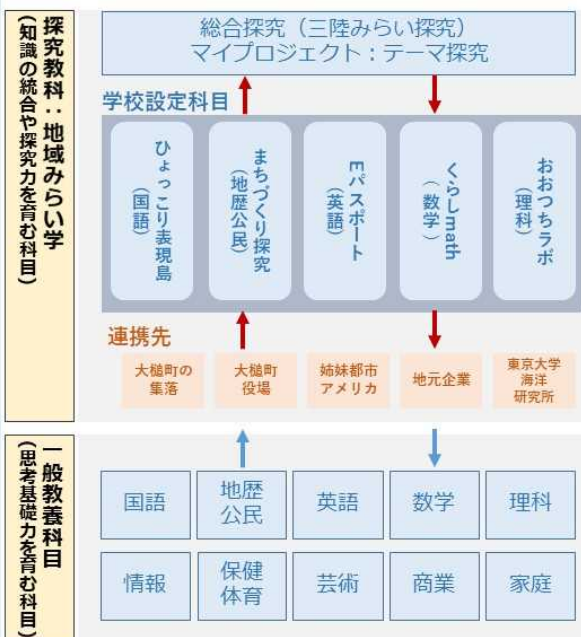 探究教科：地域みらい学
(知識の統合や探究力を育む科目)
総合探究（三陸みらい探究）
マイプロジェクト：テーマ探究
学校設定科目
ひょっこり表現島
(国語)
まちづくり探究
(地歴公民)
Eパスポート
(英語)
くらしmath
(数学)
おおつちラボ
(理科)
連携先
大槌町の
集落
大槌町
役場
姉妹都市
アメリカ
地元企業
東京大学
海洋
研究所
一般教養科目
(思考基礎力を育む科目)
国語
地歴
公民
英語
数学
理科
情報
保健
体育
芸術
商業
家庭